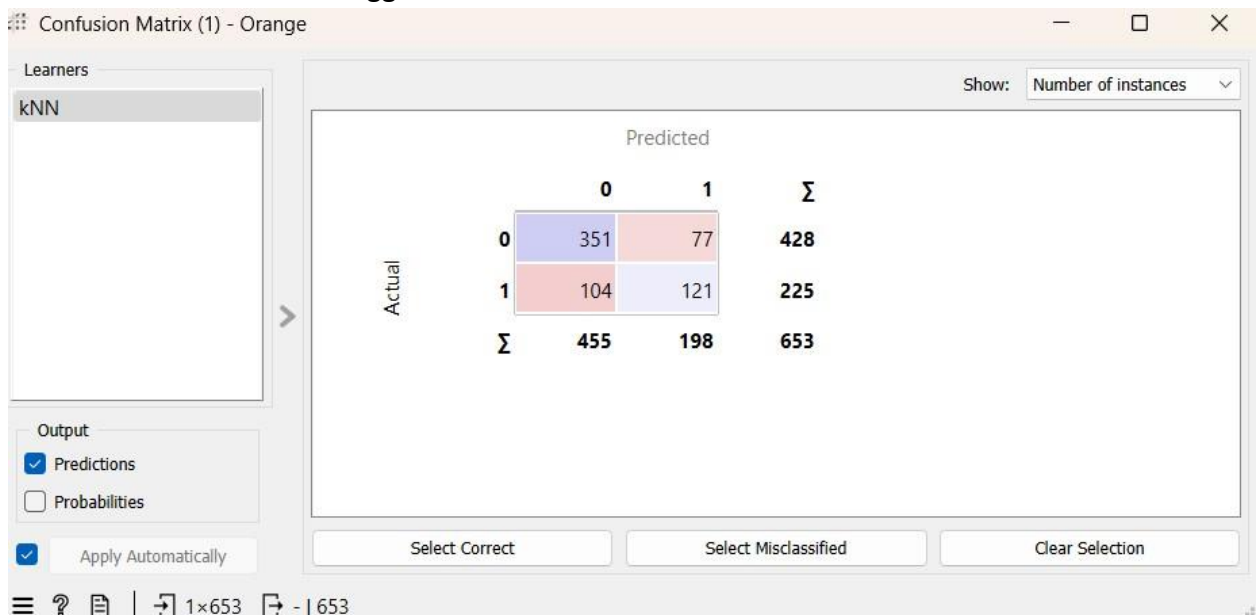 gg
Confusion Matrix (1) - Orange
Learners
kNN
Show: Number of instances
Predicted
0 1 Σ
0 351 77 428
Actual
1 104 121 225
Σ 455 198 653
Output
Predictions
Probabilities
Apply Automatically
Select Correct Select Misclassified Clear Selection
? 1×653 - | 653